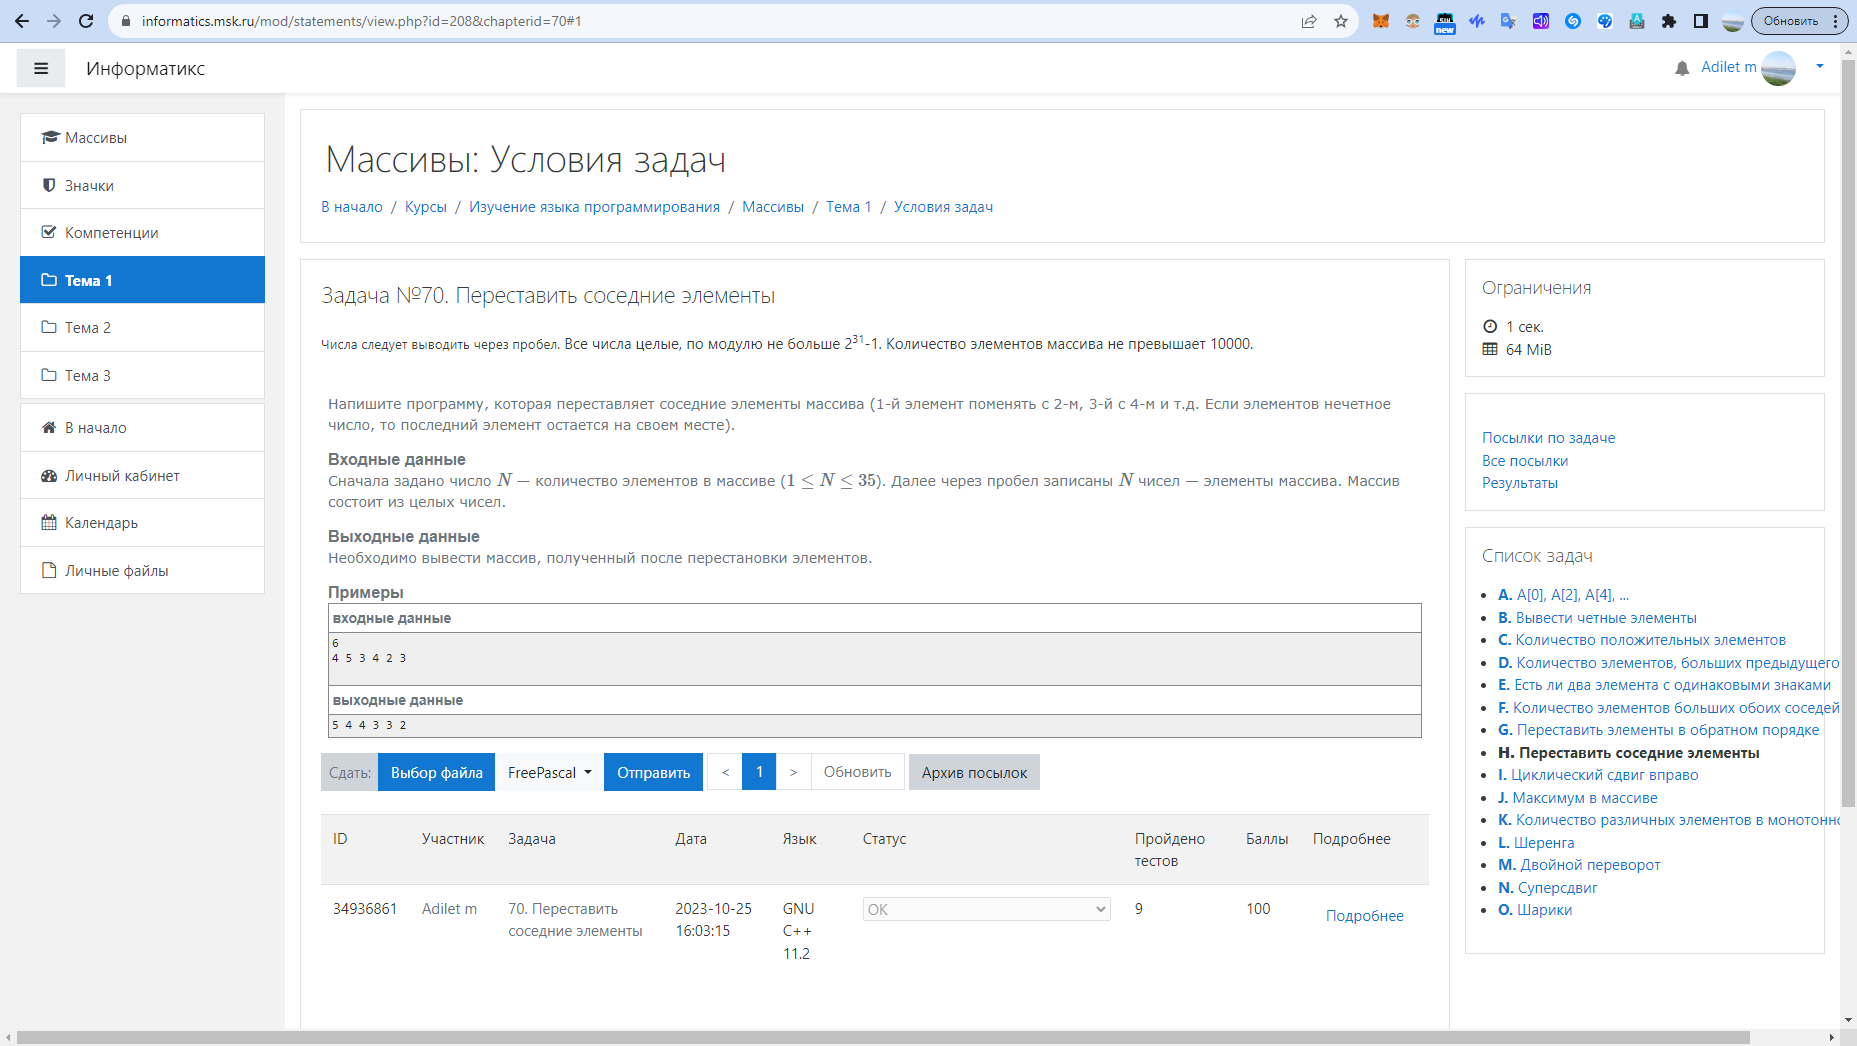 informatics.msk.ru/mod/statements/view.php?id=208&chapterid=70#1
new
Обновить
Информатикс
Adilet m
Массивы
Значки
Компетенции
Тема 1
Тема 2
Тема 3
В начало
Личный кабинет
Календарь
Личные файлы
Массивы: Условия задач
В начало / Курсы / Изучение языка программирования / Массивы / Тема 1 / Условия задач
Задача №70. Переставить соседние элементы
Числа следует выводить через пробел. Все числа целые, по модулю не больше 2^31-1. Количество элементов массива не превышает 10000.
Напишите программу, которая переставляет соседние элементы массива (1-й элемент поменять с 2-м, 3-й с 4-м и т.д. Если элементов нечетное
число, то последний элемент остается на своем месте).
Входные данные
Сначала задано число N — количество элементов в массиве (1 ≤ N ≤ 35). Далее через пробел записаны N чисел — элементы массива. Массив
состоит из целых чисел.
Выходные данные
Необходимо вывести массив, полученный после перестановки элементов.
Примеры
входные данные
6
4 5 3 4 2 3
выходные данные
5 4 4 3 3 2
Сдать: Выбор файла FreePascal Отправить < 1 > Обновить Архив посылок
ID Участник Задача Дата Язык Статус Пройдено тестов Баллы Подробнее
34936861 Adilet m 70. Переставить соседние элементы 2023-10-25 16:03:15 GNU C++ 11.2 OK 9 100 Подробнее
Ограничения
1 сек.
64 MiB
Посылки по задаче
Все посылки
Результаты
Список задач
A. A[0], A[2], A[4], ...
B. Вывести четные элементы
C. Количество положительных элементов
D. Количество элементов, больших предыдущего
E. Есть ли два элемента с одинаковыми знаками
F. Количество элементов больших обоих соседей
G. Переставить элементы в обратном порядке
H. Переставить соседние элементы
I. Циклический сдвиг вправо
J. Максимум в массиве
K. Количество различных элементов в монотонно
L. Шеренга
M. Двойной переворот
N. Суперсдвиг
O. Шарики